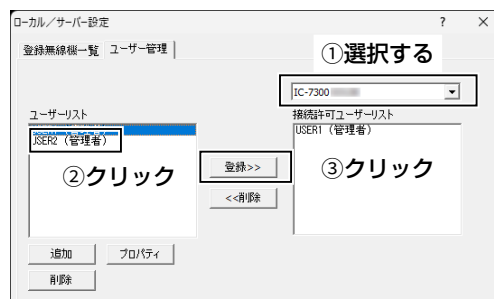 ローカル／サーバー設定
? ×
登録無線機一覧 ユーザー管理
①選択する
IC-7300
ユーザーリスト
接続許可ユーザーリスト
USER1（管理者）
USER2（管理者）
②クリック
登録>>
③クリック
<<削除
追加
プロパティ
削除